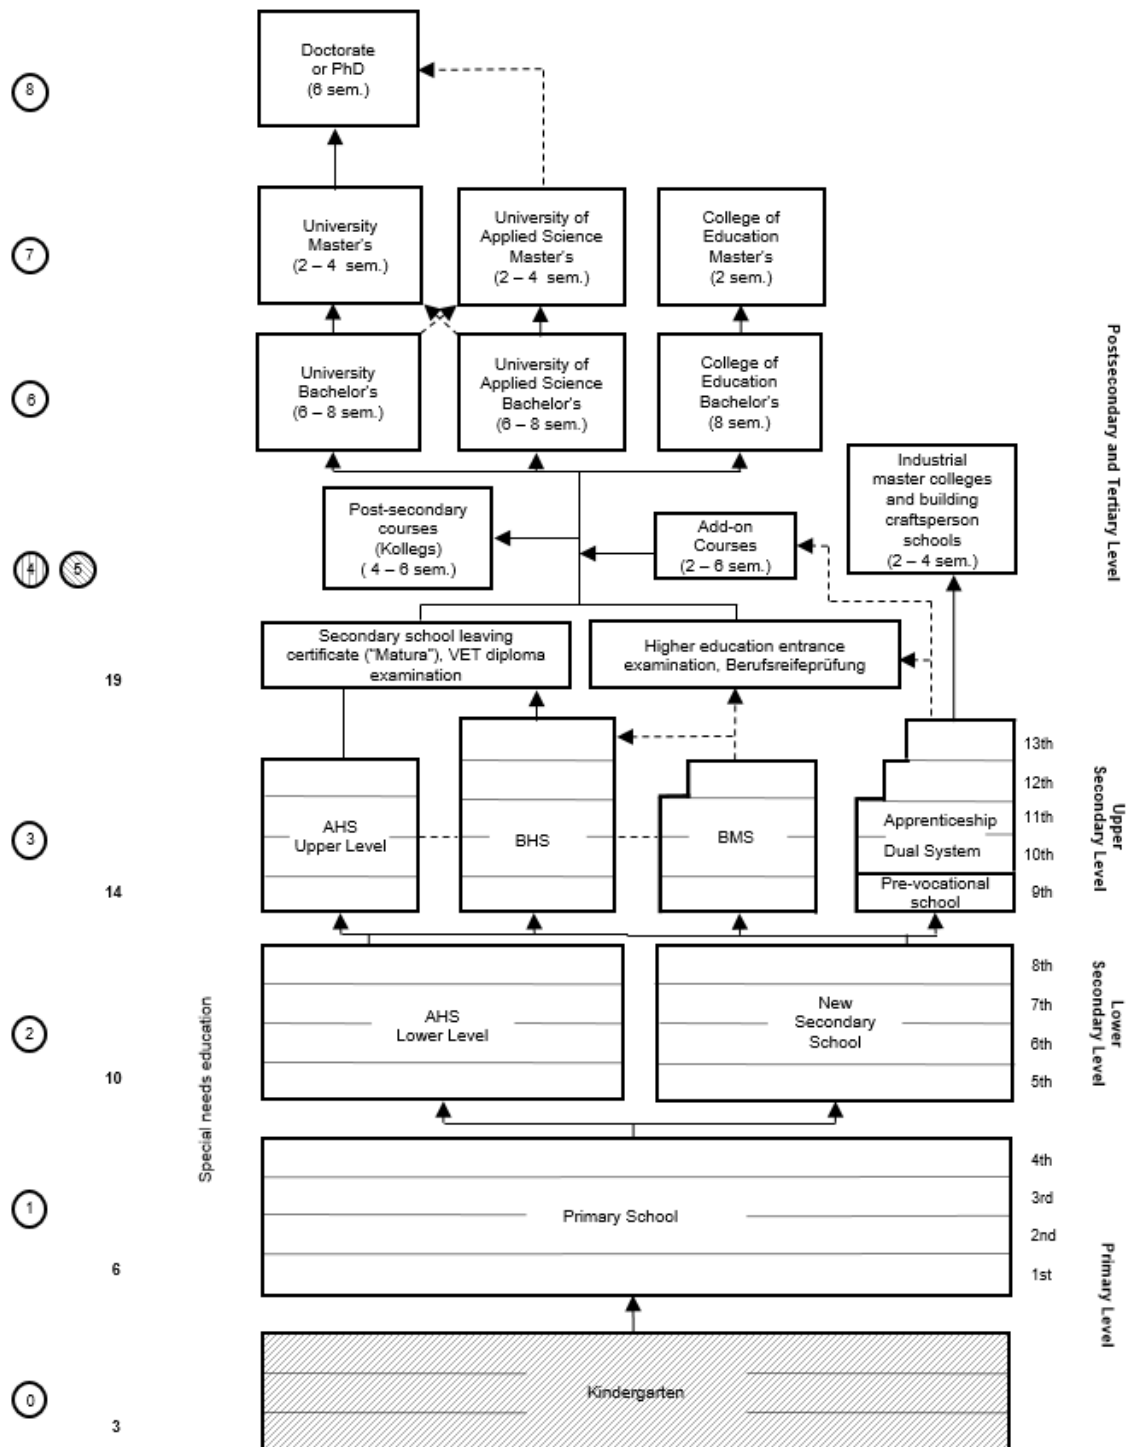 Doctorate
or PhD
(6 sem.)
8
University
Master's
(2 – 4 sem.)
University of
Applied Science
Master's
(2 – 4 sem.)
College of
Education
Master's
(2 sem.)
7
University
Bachelor's
(6 – 8 sem.)
University of
Applied Science
Bachelor's
(6 – 8 sem.)
College of
Education
Bachelor's
(8 sem.)
6
Postsecondary and Tertiary Level
Industrial
master colleges
and building
craftsperson
schools
(2 – 4 sem.)
Post-secondary
courses
(Kollegs)
( 4 – 6 sem.)
Add-on
Courses
(2 – 6 sem.)
4
5
Secondary school leaving
certificate ("Matura"), VET diploma
examination
Higher education entrance
examination, Berufsreifeprüfung
19
13th
12th
11th
10th
9th
Upper
Secondary Level
AHS
Upper Level
BHS
BMS
Apprenticeship
Dual System
Pre-vocational
school
3
14
8th
7th
6th
5th
Lower
Secondary Level
AHS
Lower Level
New
Secondary
School
2
10
Special needs education
4th
3rd
2nd
1st
Primary School
1
6
Primary Level
Kindergarten
0
3